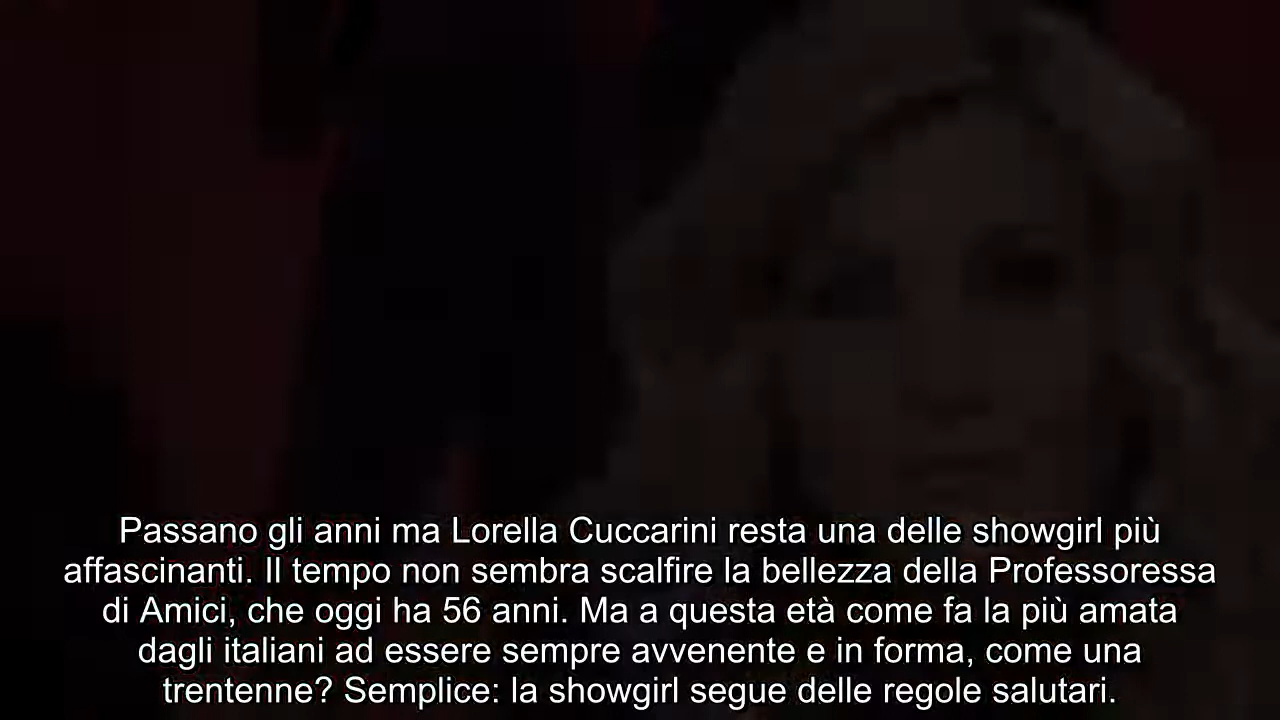 Passano gli anni ma Lorella Cuccarini resta una delle showgirl più
affascinanti. Il tempo non sembra scalfire la bellezza della Professoressa
di Amici, che oggi ha 56 anni. Ma a questa età come fa la più amata
dagli italiani ad essere sempre avvenente e in forma, come una
trentenne? Semplice: la showgirl segue delle regole salutari.